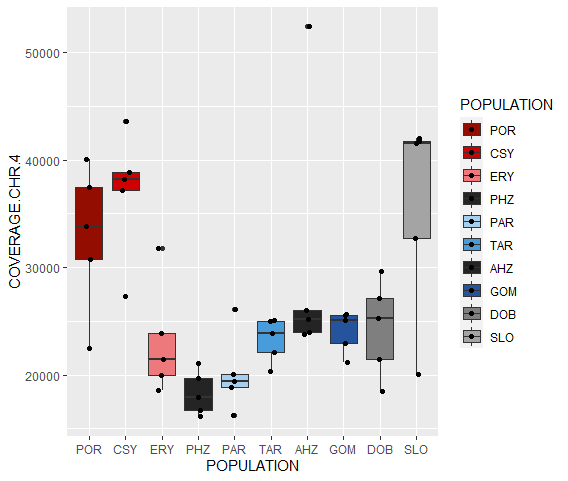 50000
40000
30000
20000
COVERAGE.CHR.4
POR CSY ERY PHZ PAR TAR AHZ GOM DOB SLO
POPULATION
POPULATION
POR
CSY
ERY
PHZ
PAR
TAR
AHZ
GOM
DOB
SLO